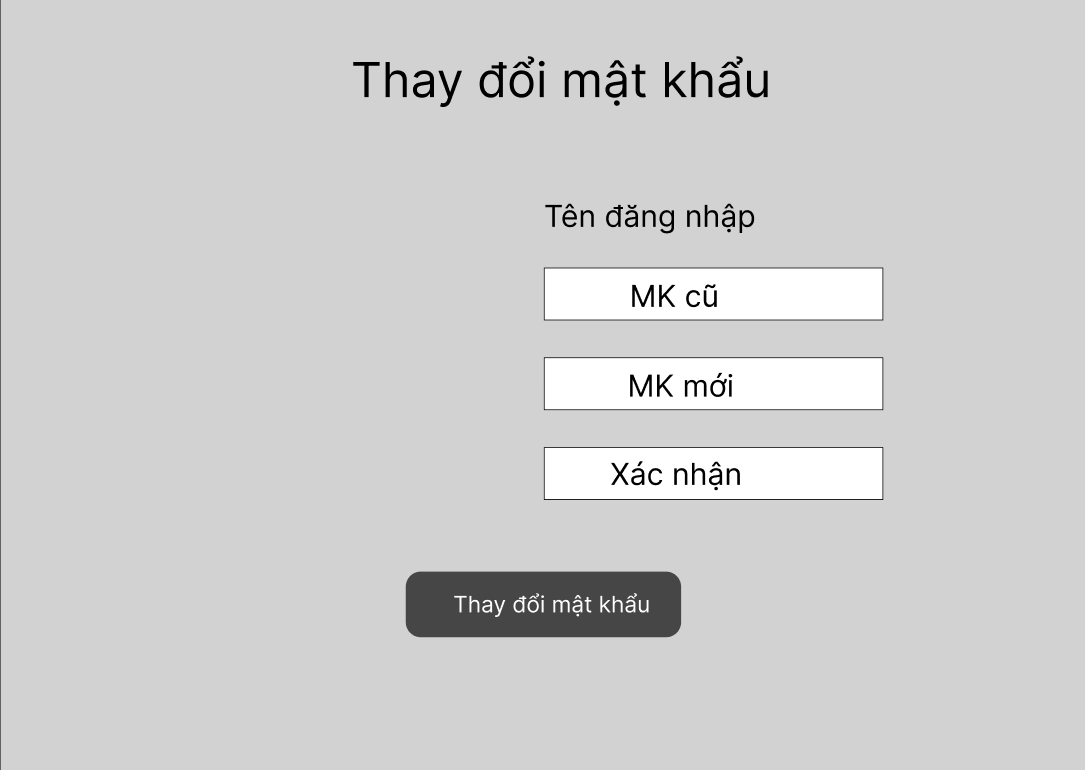 Thay đổi mật khẩu
Tên đăng nhập
MK cũ
MK mới
Xác nhận
Thay đổi mật khẩu